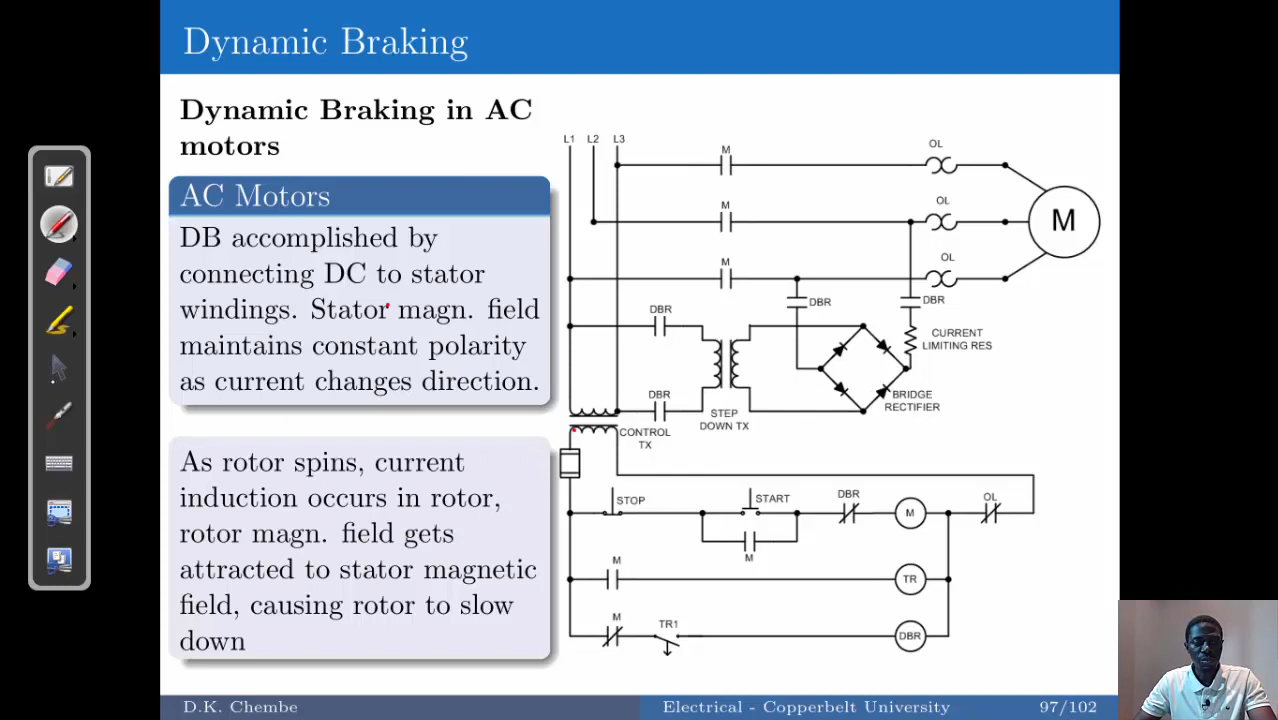 Dynamic Braking
Dynamic Braking in AC
motors
AC Motors
DB accomplished by
connecting DC to stator
windings. Stator magn. field
maintains constant polarity
as current changes direction.
As rotor spins, current
induction occurs in rotor,
rotor magn. field gets
attracted to stator magnetic
field, causing rotor to slow
down
L1 L2 L3
M
OL
M
OL
M
M
OL
DBR
DBR
DBR
CURRENT
LIMITING RES
DBR
BRIDGE
RECTIFIER
STEP
DOWN TX
CONTROL
TX
STOP
START
DBR
M
OL
M
M
TR
M
TR1
DBR
D.K. Chembe
Electrical - Copperbelt University
97/102